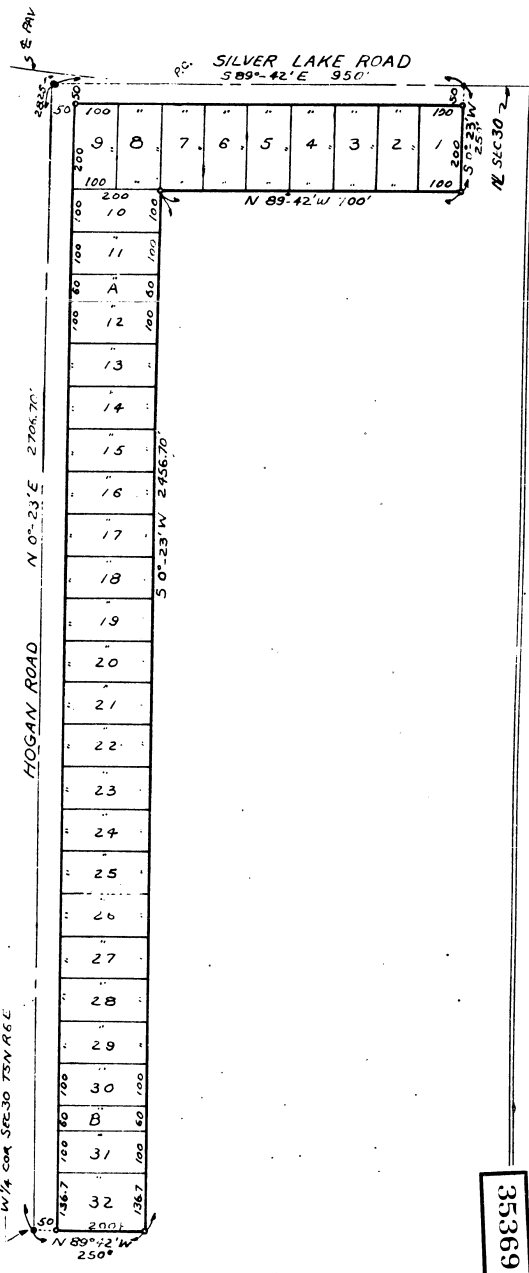 S & PAV
P.C. SILVER LAKE ROAD
S 89°-42' E 950'
28.25
50
50
50
100 " " " " " " " 100
S 0°-23' W
250'
N/L SEC 30
200 9 8 7 6 5 4 3 2 1 200
100 " " " " " " " 100
N 89°-42' W 700'
200
100 10 100
"
100 11 100
"
60 A 60
"
100 12 100
"
13
"
14
"
15
"
16
"
17
"
18
"
19
"
20
"
21
"
22
"
23
"
24
"
25
"
26
"
27
"
28
"
29
"
100 30 100
"
60 B 60
"
100 31 100
"
136.7 32 136.7
200
50
N 89°-42' W
250'
HOGAN ROAD N 0°-23' E 2706.70'
S 0°-23' W 2456.70'
W 1/4 COR SEC 30 T5N R6E
35369